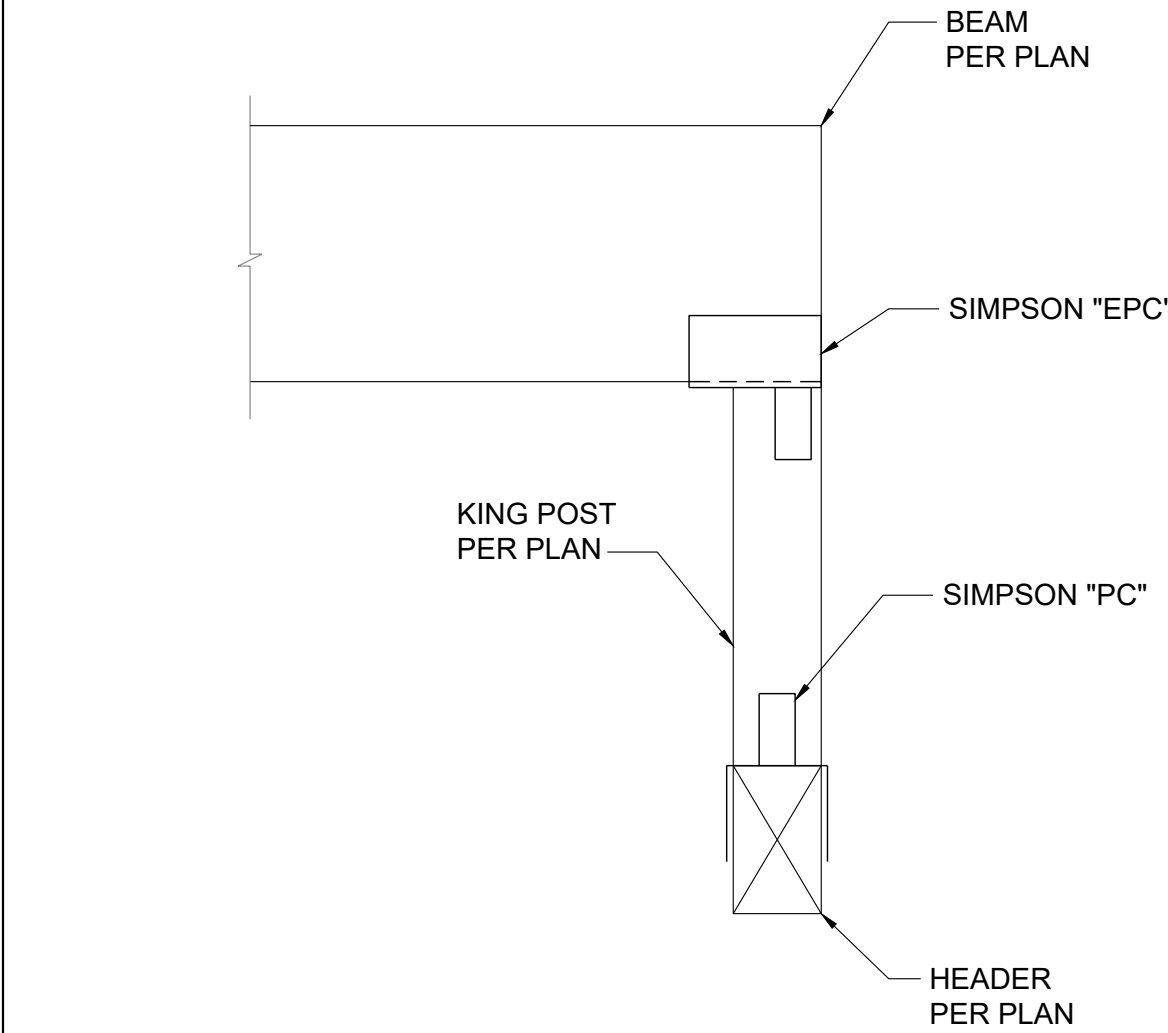 BEAM
PER PLAN
SIMPSON "EPC'
KING POST
PER PLAN
SIMPSON "PC"
HEADER
PER PLAN